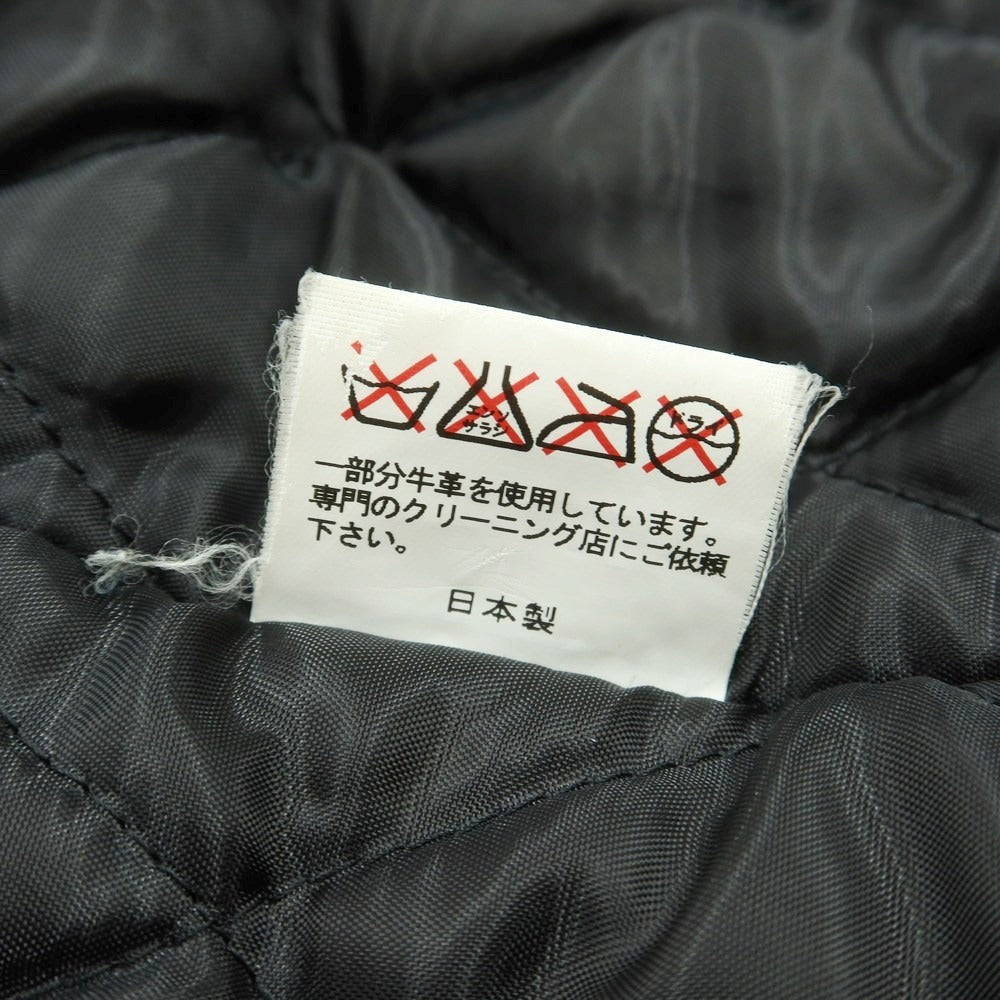 エンソ
サラシ
ドライ
一部分牛革を使用しています。
専門のクリーニング店にご依頼
下さい。
日本製